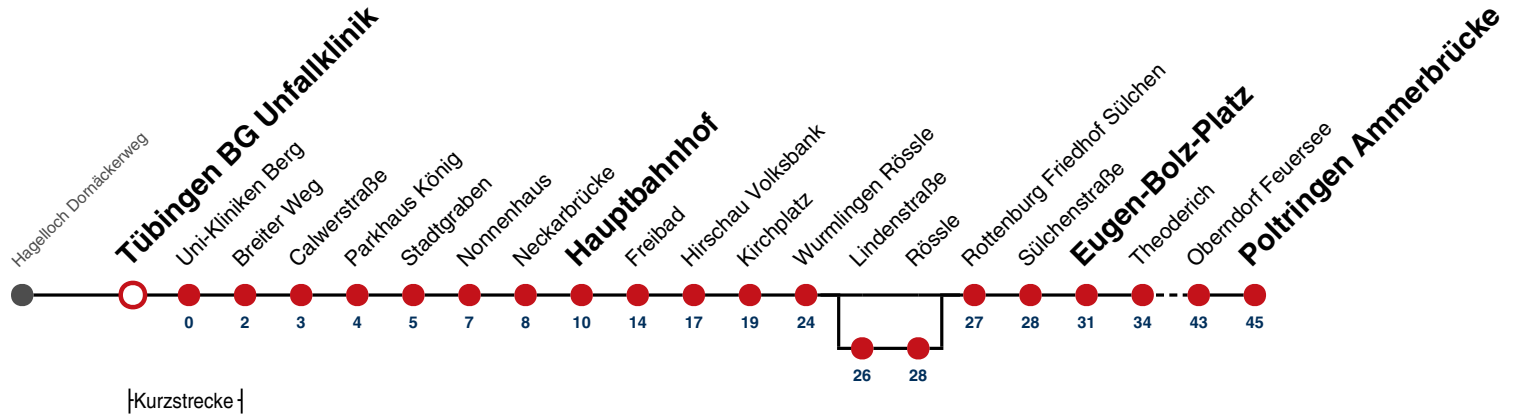 Hagelloch Dornäckerweg
Tübingen BG Unfallklinik
Uni-Kliniken Berg
Breiter Weg
Calwerstraße
Parkhaus König
Stadtgraben
Nonnenhaus
Neckarbrücke
Hauptbahnhof
Freibad
Hirschau Volksbank
Kirchplatz
Wurmlingen Rössle
Lindenstraße
Rössle
Rottenburg Friedhof Sülchen
Sülchenstraße
Eugen-Bolz-Platz
Theoderich
Oberndorf Feuersee
Poltringen Ammerbrücke
0 2 3 4 5 7 8 10 14 17 19 24 27 28 31 34 43 45
26 28
Kurzstrecke